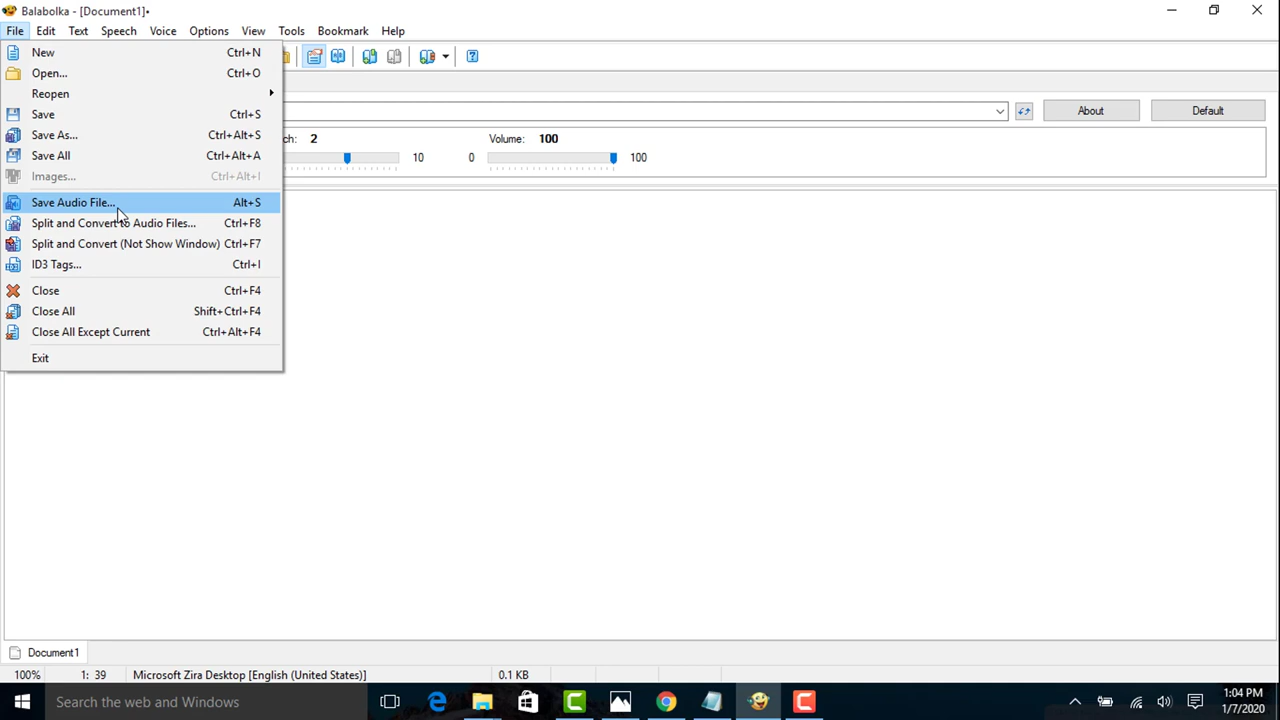 Balabolka - [Document1]•
File Edit Text Speech Voice Options View Tools Bookmark Help
New Ctrl+N
Open... Ctrl+O
Reopen
Save Ctrl+S
About Default
Save As... Ctrl+Alt+S
ch: 2 Volume: 100
Save All Ctrl+Alt+A
10 0 100
Images... Ctrl+Alt+I
Save Audio File... Alt+S
Split and Convert to Audio Files... Ctrl+F8
Split and Convert (Not Show Window) Ctrl+F7
ID3 Tags... Ctrl+I
Close Ctrl+F4
Close All Shift+Ctrl+F4
Close All Except Current Ctrl+Alt+F4
Exit
Document1
100% 1: 39 Microsoft Zira Desktop [English (United States)] 0.1 KB
Search the web and Windows
1:04 PM
1/7/2020